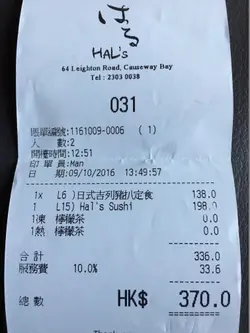 はる
HAL's
64 Leighton Road, Causeway Bay
Tel : 2303 0038
031
賬單編號:1161009-0006 (1)
人 數:2
開檯時間:12:51
印單員:Man
日期:09/10/2016 13:49:57
1x L6 )日式吉列豬扒定食 138.0
1 L15) Hal's Sushi 198.0
1凍 檸檬茶 0.0
1熱 檸檬茶 0.0
合計 336.0
服務費 10.0% 33.6
總數 HK$ 370.0